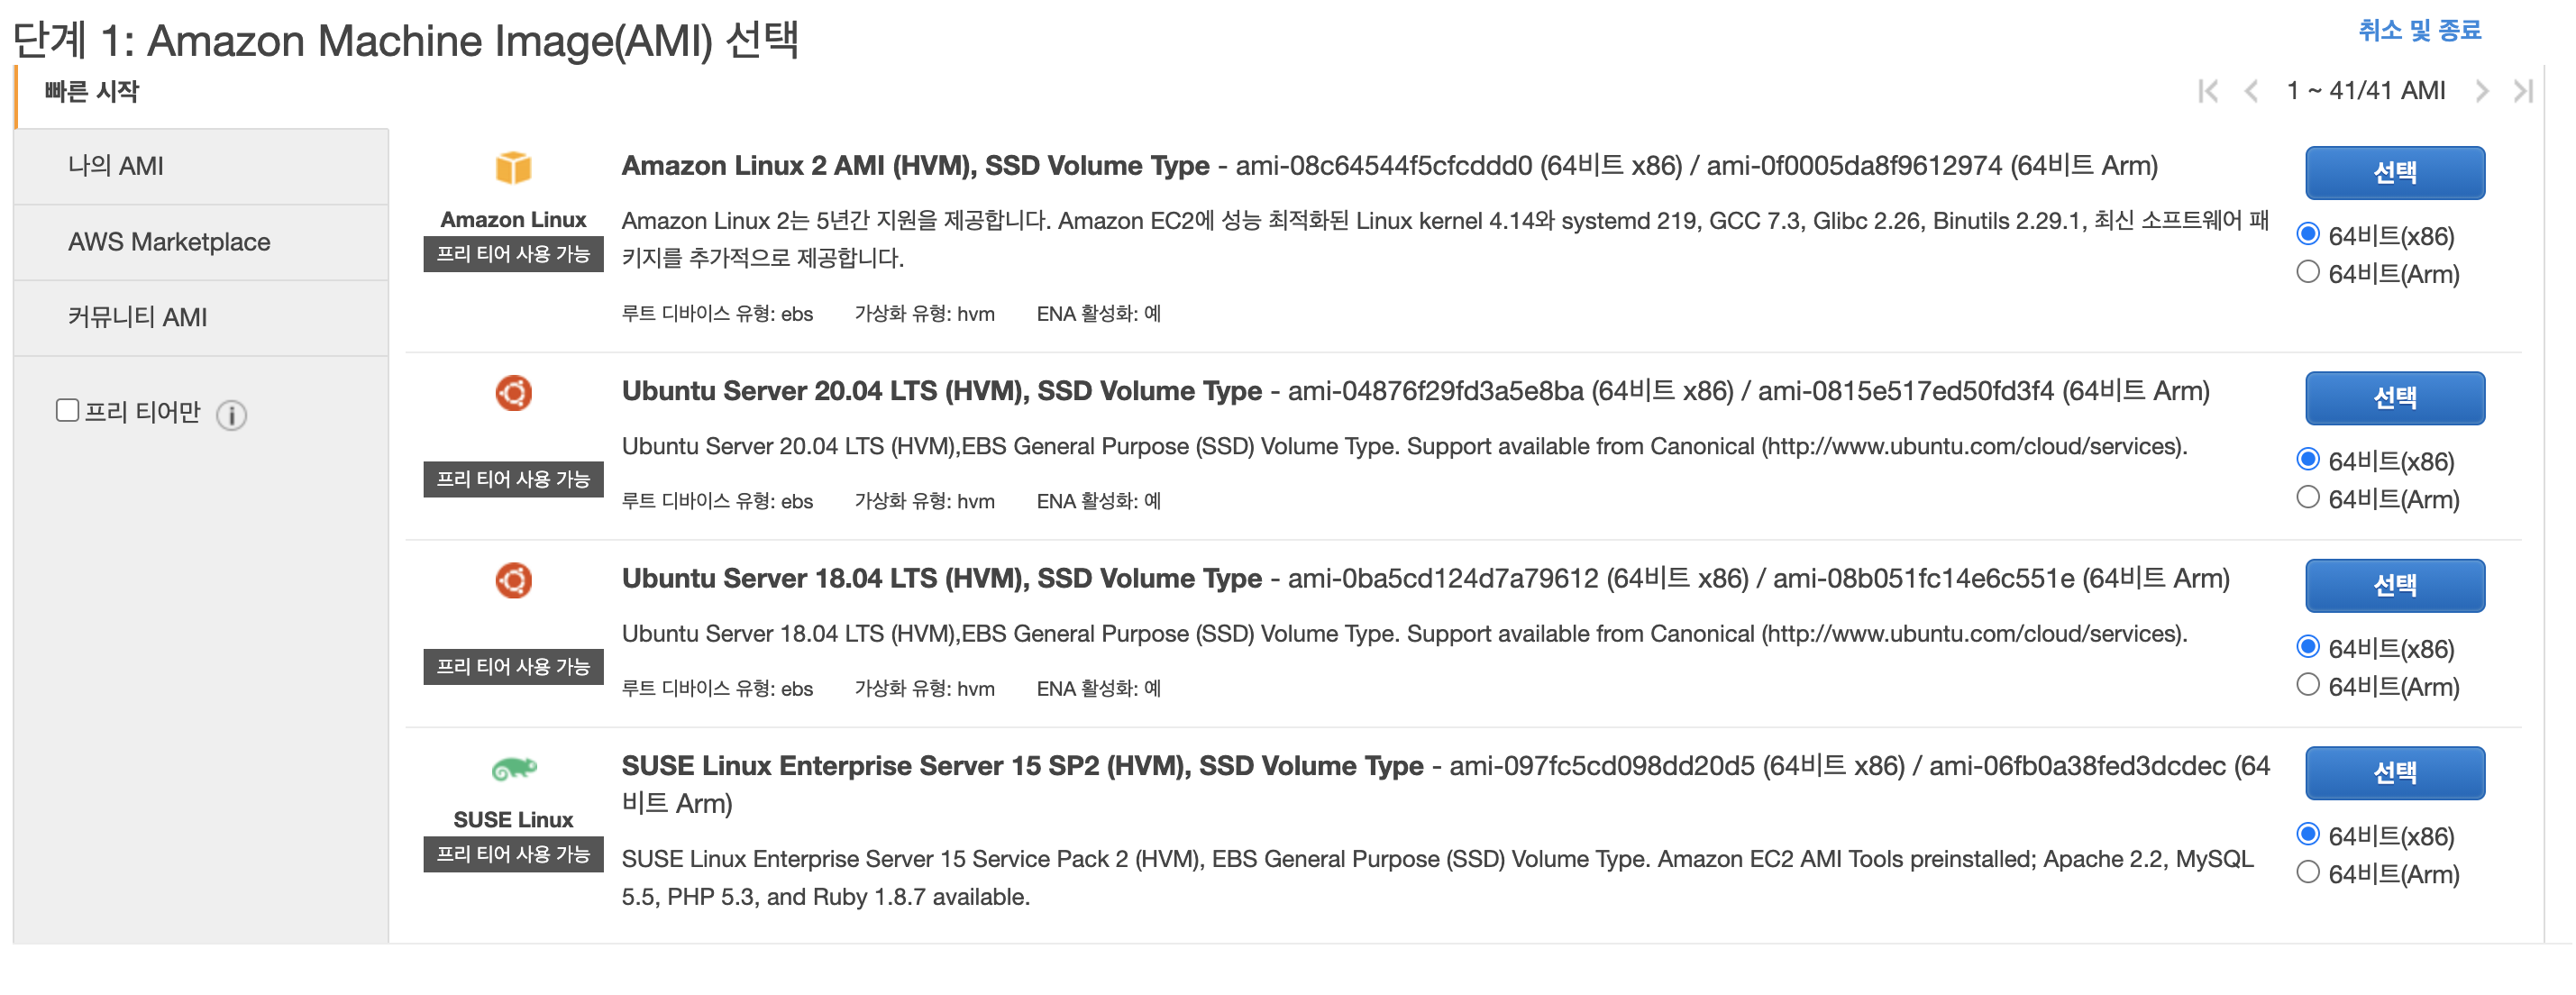 단계 1: Amazon Machine Image(AMI) 선택
취소 및 종료
빠른 시작
1 ~ 41/41 AMI
나의 AMI
AWS Marketplace
커뮤니티 AMI
프리 티어만
Amazon Linux
프리 티어 사용 가능
Amazon Linux 2 AMI (HVM), SSD Volume Type - ami-08c64544f5cfcddd0 (64비트 x86) / ami-0f0005da8f9612974 (64비트 Arm)
Amazon Linux 2는 5년간 지원을 제공합니다. Amazon EC2에 성능 최적화된 Linux kernel 4.14와 systemd 219, GCC 7.3, Glibc 2.26, Binutils 2.29.1, 최신 소프트웨어 패
키지를 추가적으로 제공합니다.
루트 디바이스 유형: ebs 가상화 유형: hvm ENA 활성화: 예
선택
64비트(x86)
64비트(Arm)
프리 티어 사용 가능
Ubuntu Server 20.04 LTS (HVM), SSD Volume Type - ami-04876f29fd3a5e8ba (64비트 x86) / ami-0815e517ed50fd3f4 (64비트 Arm)
Ubuntu Server 20.04 LTS (HVM),EBS General Purpose (SSD) Volume Type. Support available from Canonical (http://www.ubuntu.com/cloud/services).
루트 디바이스 유형: ebs 가상화 유형: hvm ENA 활성화: 예
선택
64비트(x86)
64비트(Arm)
프리 티어 사용 가능
Ubuntu Server 18.04 LTS (HVM), SSD Volume Type - ami-0ba5cd124d7a79612 (64비트 x86) / ami-08b051fc14e6c551e (64비트 Arm)
Ubuntu Server 18.04 LTS (HVM),EBS General Purpose (SSD) Volume Type. Support available from Canonical (http://www.ubuntu.com/cloud/services).
루트 디바이스 유형: ebs 가상화 유형: hvm ENA 활성화: 예
선택
64비트(x86)
64비트(Arm)
SUSE Linux
프리 티어 사용 가능
SUSE Linux Enterprise Server 15 SP2 (HVM), SSD Volume Type - ami-097fc5cd098dd20d5 (64비트 x86) / ami-06fb0a38fed3dcdec (64
비트 Arm)
SUSE Linux Enterprise Server 15 Service Pack 2 (HVM), EBS General Purpose (SSD) Volume Type. Amazon EC2 AMI Tools preinstalled; Apache 2.2, MySQL
5.5, PHP 5.3, and Ruby 1.8.7 available.
선택
64비트(x86)
64비트(Arm)